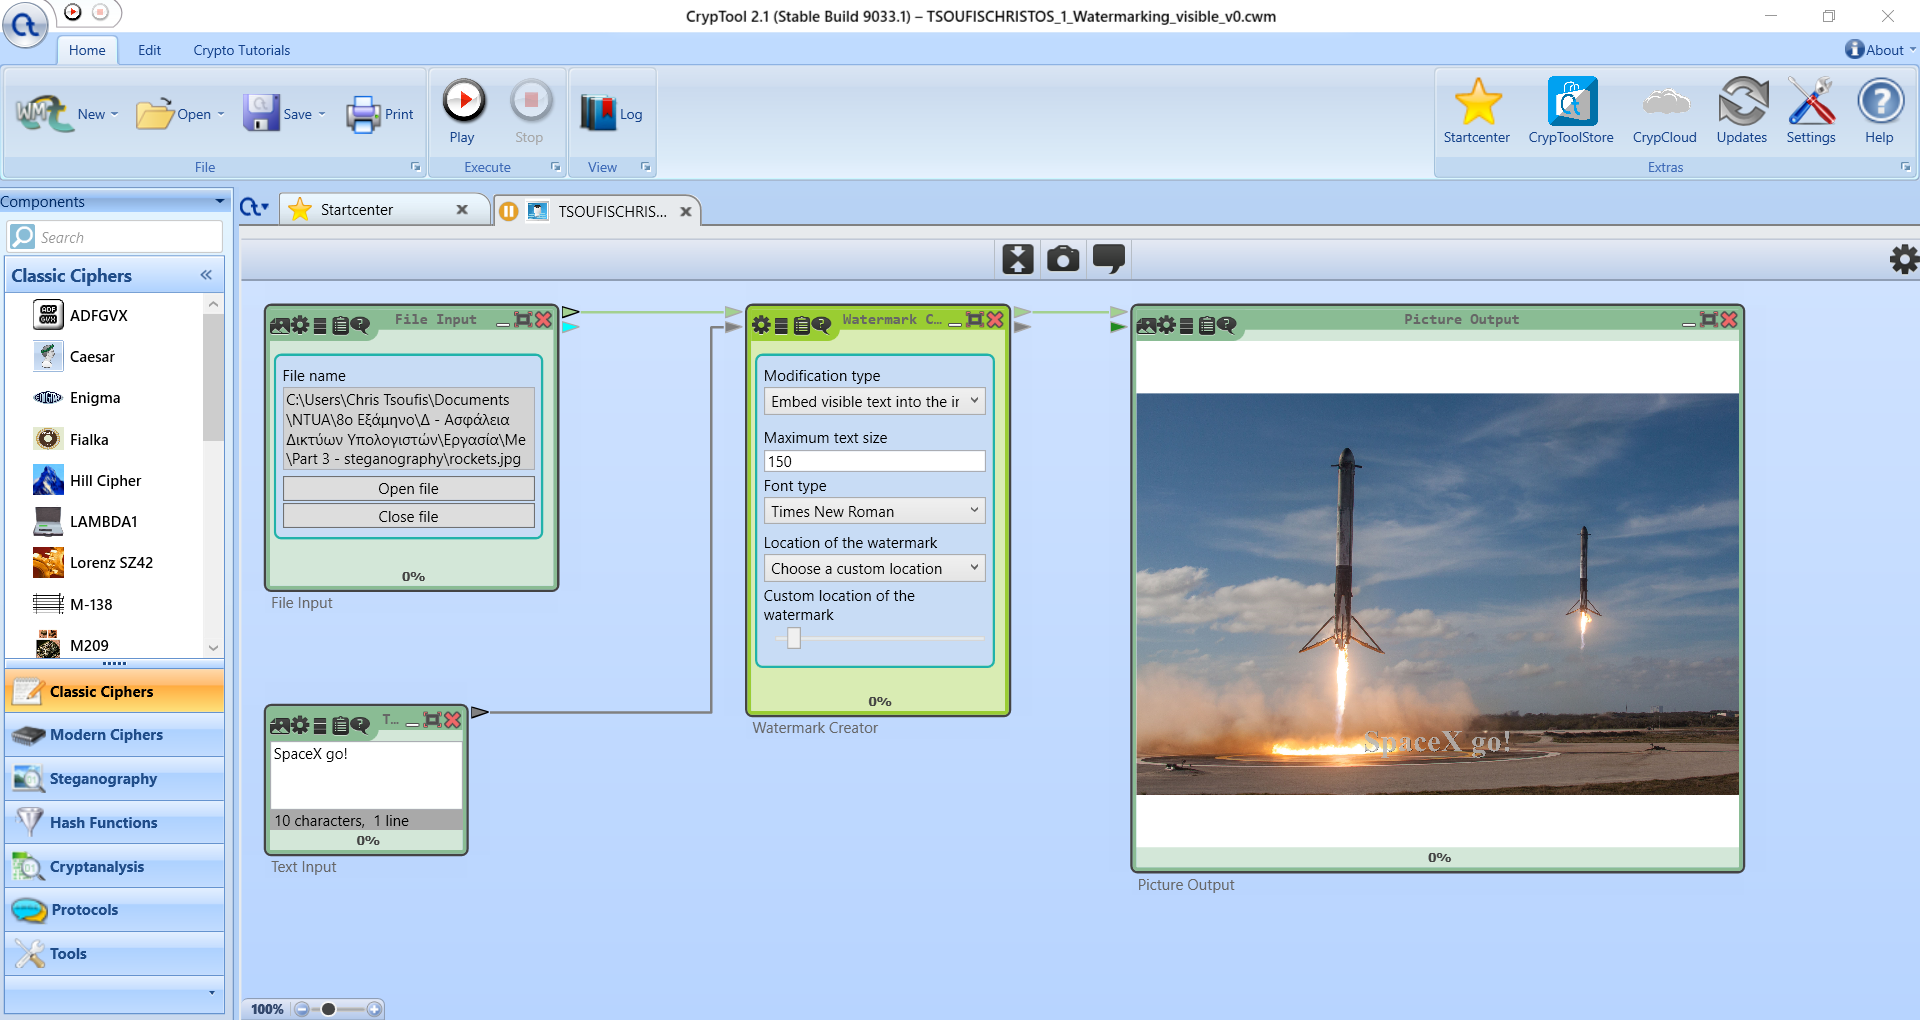 CrypTool 2.1 (Stable Build 9033.1) – TSOUFISCHRISTOS_1_Watermarking_visible_v0.cwm
Home
Edit
Crypto Tutorials
About
New
Open
Save
Print
Play
Stop
Log
Startcenter
CrypToolStore
CrypCloud
Updates
Settings
Help
File
Execute
View
Extras
Components
Startcenter
TSOUFISCHRIS...
Search
Classic Ciphers
ADFGVX
Caesar
Enigma
Fialka
Hill Cipher
LAMBDA1
Lorenz SZ42
M-138
M209
Classic Ciphers
Modern Ciphers
Steganography
Hash Functions
Cryptanalysis
Protocols
Tools
File Input
File name
C:\Users\Chris Tsoufis\Documents
\NTUA\8ο Εξάμηνο\Δ - Ασφάλεια
Δικτύων Υπολογιστών\Εργασία\Me
\Part 3 - steganography\rockets.jpg
Open file
Close file
0%
File Input
T...
SpaceX go!
10 characters, 1 line
0%
Text Input
Watermark C...
Modification type
Embed visible text into the ir
Maximum text size
150
Font type
Times New Roman
Location of the watermark
Choose a custom location
Custom location of the
watermark
0%
Watermark Creator
Picture Output
SpaceX go!
0%
Picture Output
100%